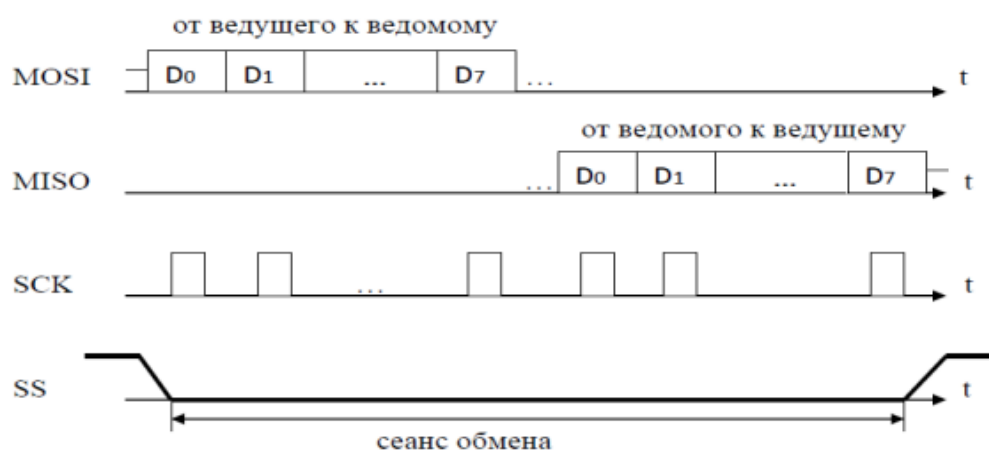 от ведущего к ведомому
MOSI D0 D1 ... D7 ... t
от ведомого к ведущему
MISO ... D0 D1 ... D7 t
SCK ... t
SS t
сеанс обмена